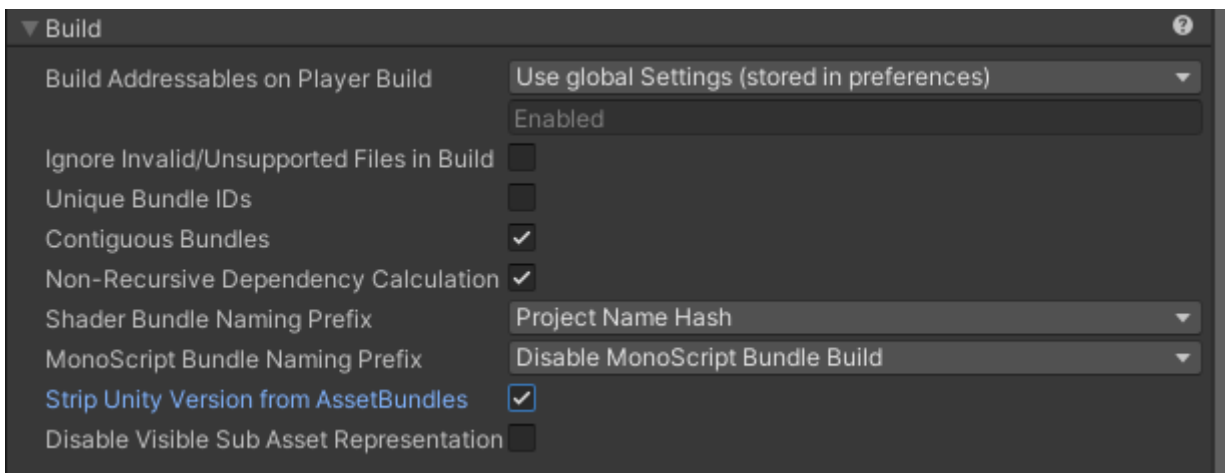 Build
Build Addressables on Player Build Use global Settings (stored in preferences)
Enabled
Ignore Invalid/Unsupported Files in Build
Unique Bundle IDs
Contiguous Bundles
Non-Recursive Dependency Calculation
Shader Bundle Naming Prefix Project Name Hash
MonoScript Bundle Naming Prefix Disable MonoScript Bundle Build
Strip Unity Version from AssetBundles
Disable Visible Sub Asset Representation